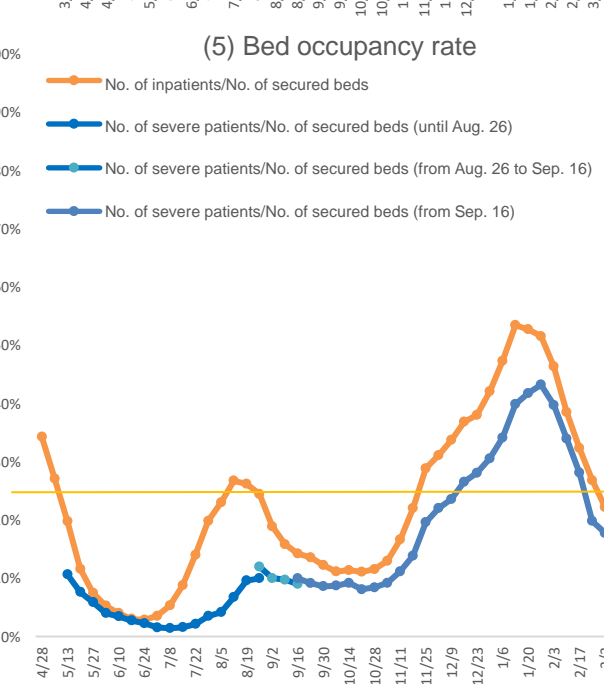 (5) Bed occupancy rate
No. of inpatients/No. of secured beds
No. of severe patients/No. of secured beds (until Aug. 26)
No. of severe patients/No. of secured beds (from Aug. 26 to Sep. 16)
No. of severe patients/No. of secured beds (from Sep. 16)
4/28 5/13 5/27 6/10 6/24 7/8 7/22 8/5 8/19 9/2 9/16 9/30 10/14 10/28 11/11 11/25 12/9 12/23 1/6 1/20 2/3 2/17